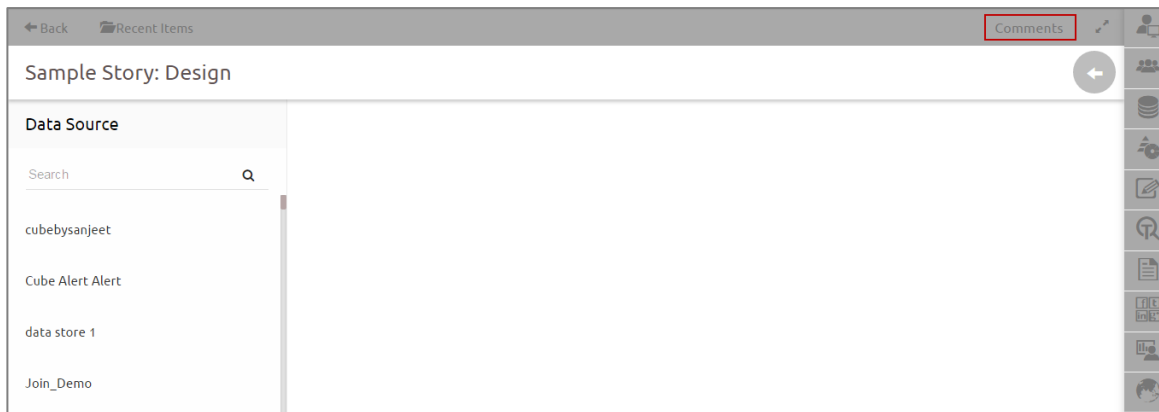 Back
Recent Items
Comments
Sample Story: Design
Data Source
Search
cubebysanjeet
Cube Alert Alert
data store 1
Join_Demo